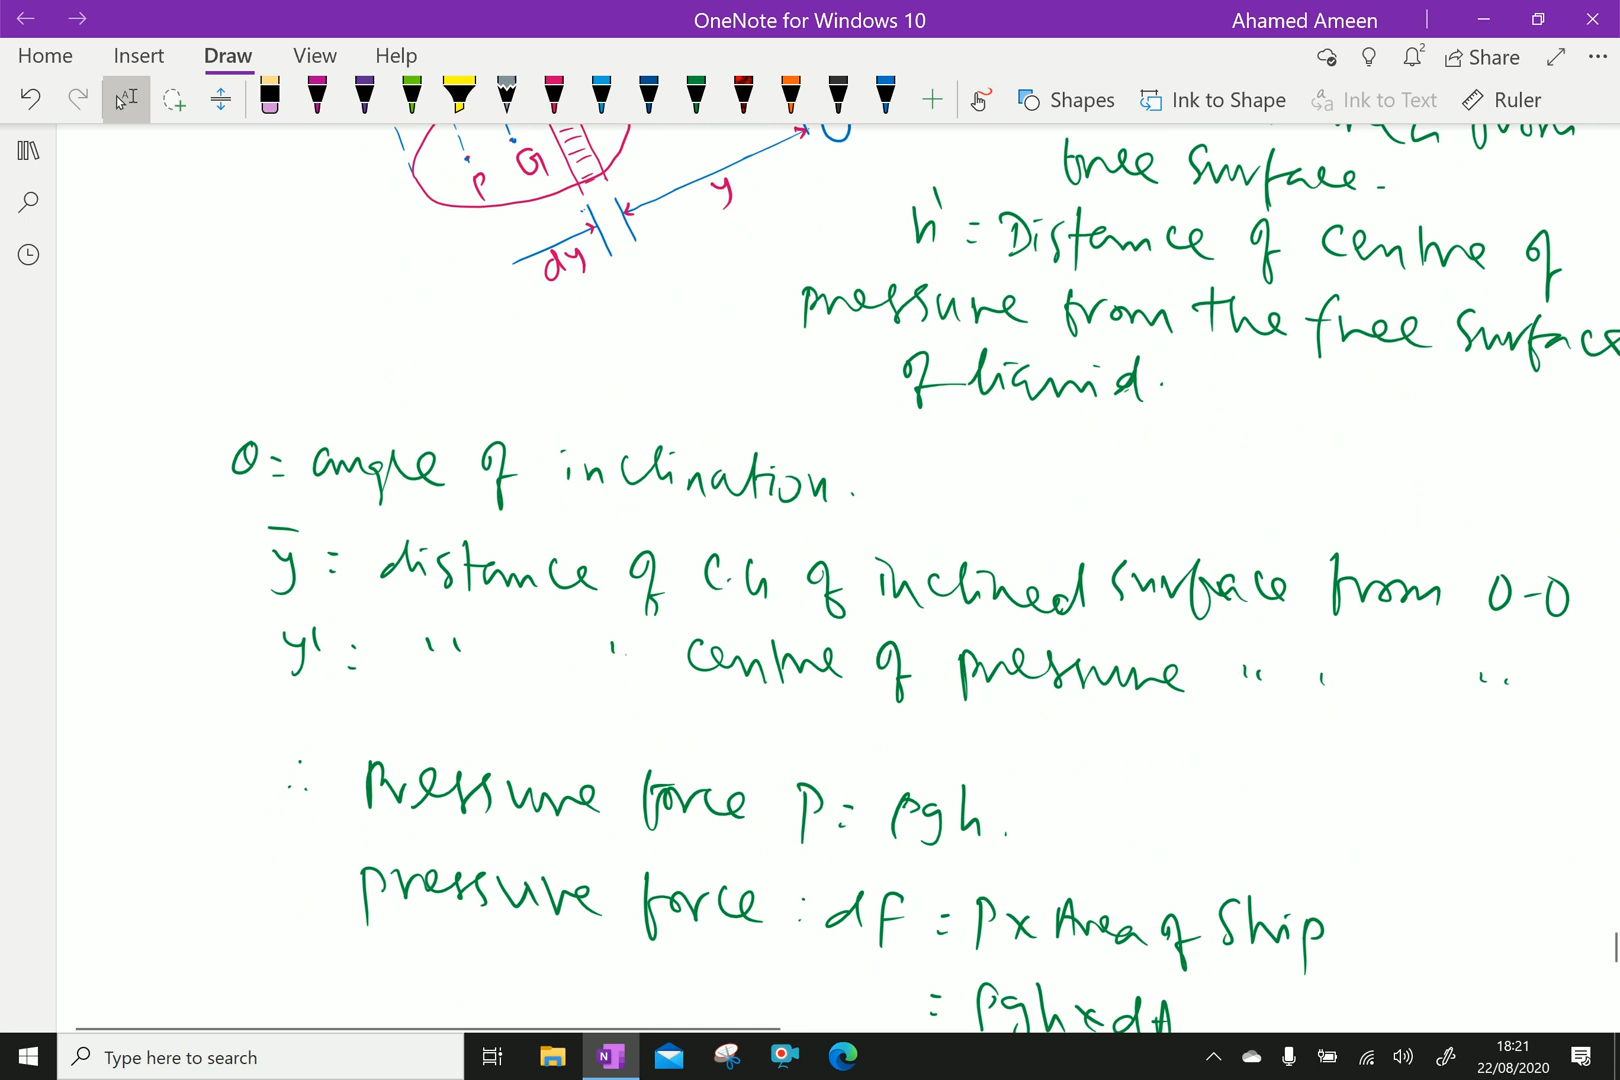 OneNote for Windows 10
Ahamed Ameen
Home Insert Draw View Help
2 Share
Shapes Ink to Shape Ink to Text Ruler
from
free surface.
P G
y
dy
h' = Distance of centre of
pressure from the free surface
of liquid.
θ = angle of inclination.
y̅ = distance of C.G of inclined surface from O-O
y' = " " centre of pressure " " "
∴ Pressure force P = ρgh.
pressure force : dF = P x Area of Ship
= ρgh x dA
Type here to search
18:21
22/08/2020